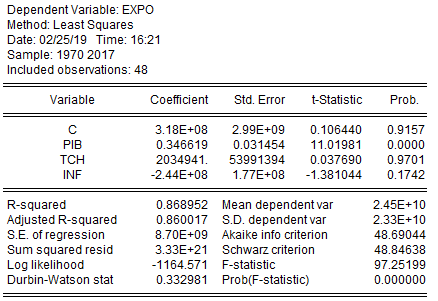 Dependent Variable: EXPO
Method: Least Squares
Date: 02/25/19 Time: 16:21
Sample: 1970 2017
Included observations: 48
Variable Coefficient Std. Error t-Statistic Prob.
C 3.18E+08 2.99E+09 0.106440 0.9157
PIB 0.346619 0.031454 11.01981 0.0000
TCH 2034941. 53991394 0.037690 0.9701
INF -2.44E+08 1.77E+08 -1.381044 0.1742
R-squared 0.868952 Mean dependent var 2.45E+10
Adjusted R-squared 0.860017 S.D. dependent var 2.33E+10
S.E. of regression 8.70E+09 Akaike info criterion 48.69044
Sum squared resid 3.33E+21 Schwarz criterion 48.84638
Log likelihood -1164.571 F-statistic 97.25199
Durbin-Watson stat 0.332981 Prob(F-statistic) 0.000000